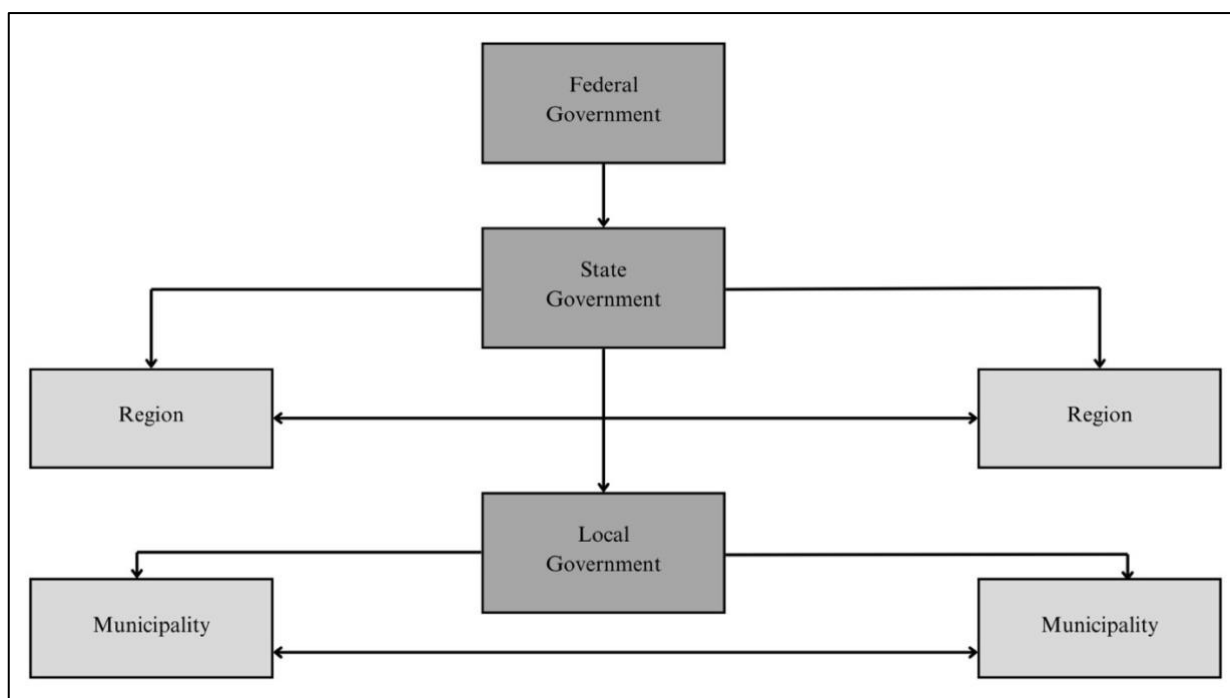 Federal
Government
State
Government
Region
Region
Local
Government
Municipality
Municipality